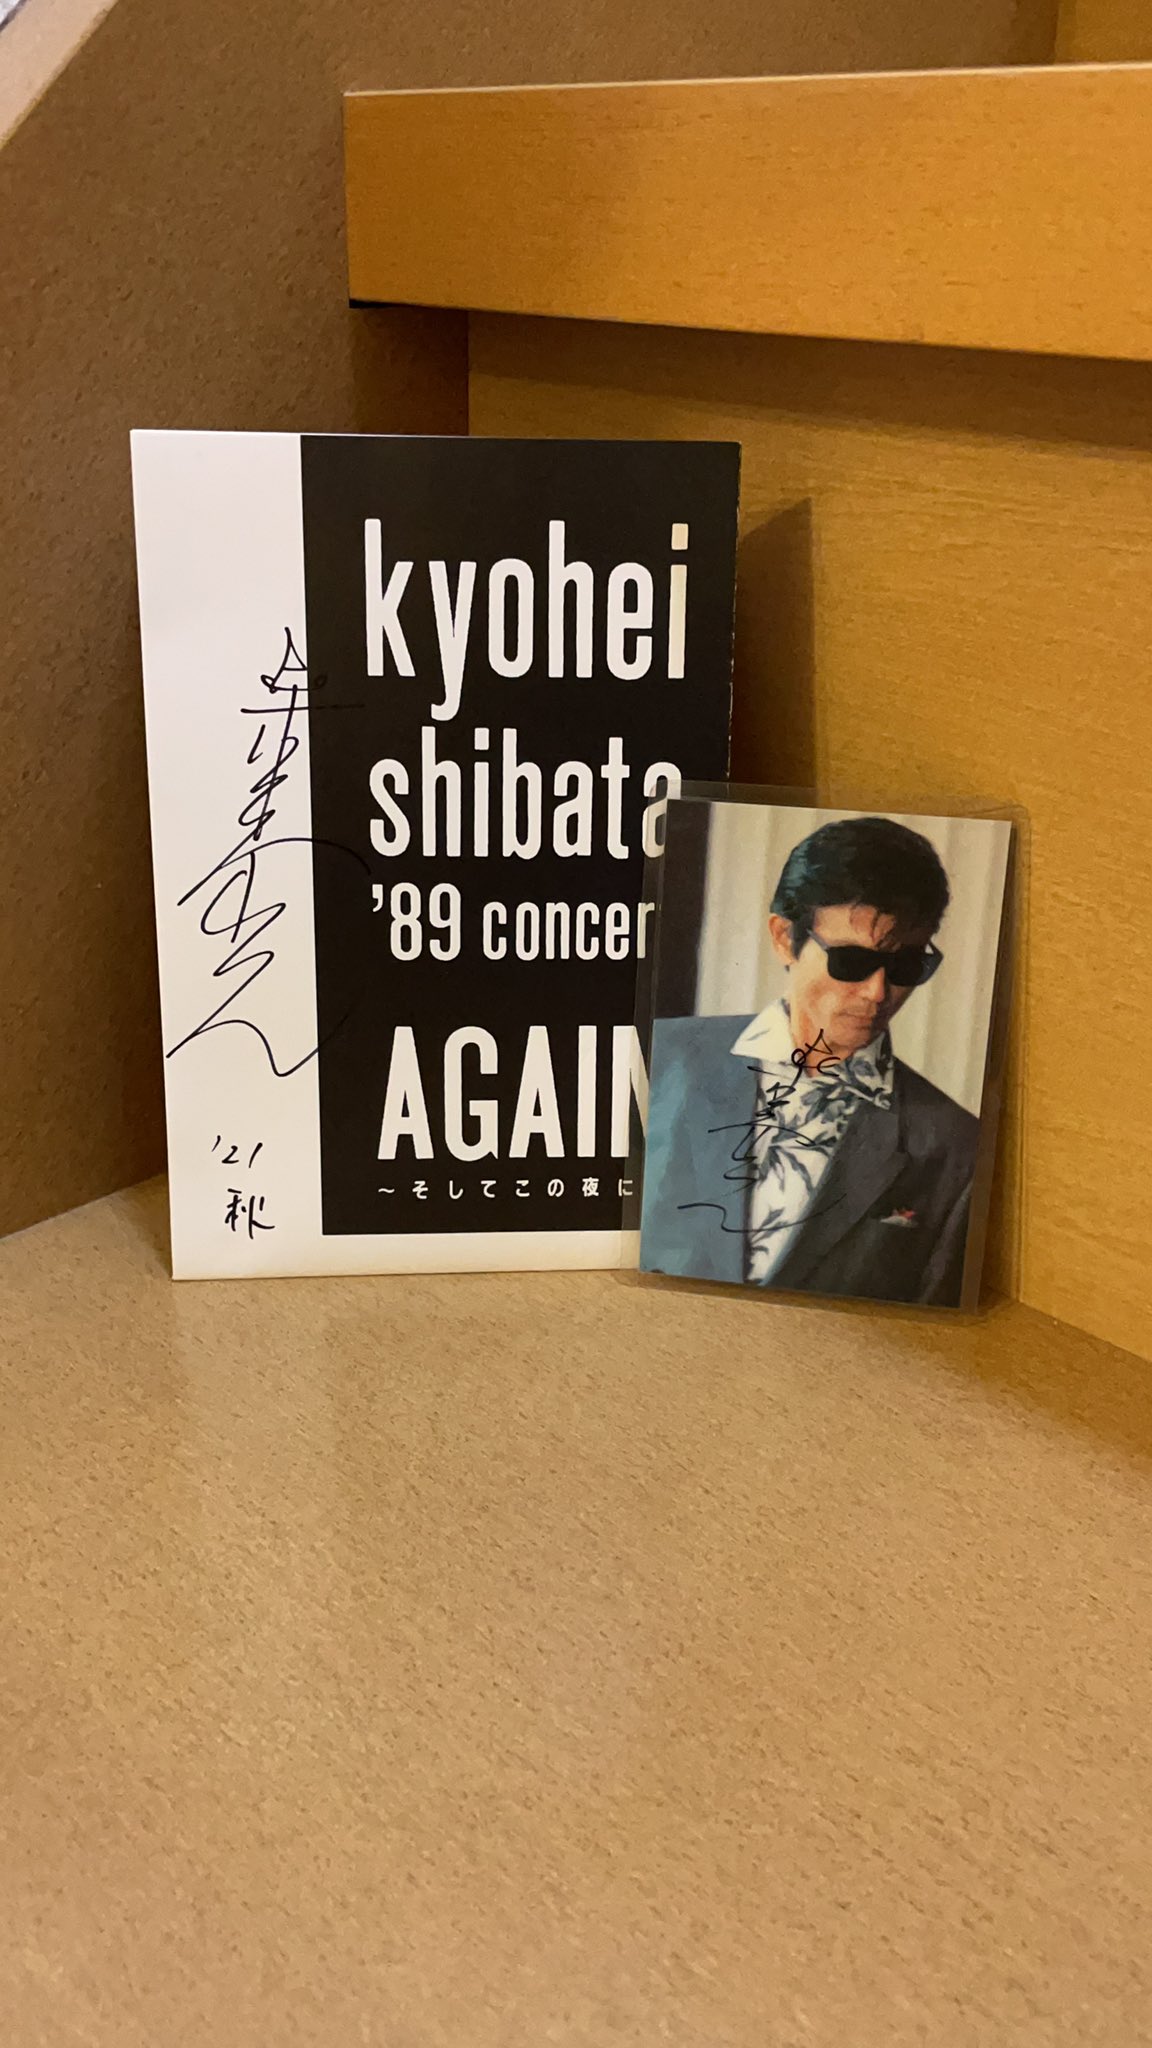 kyohei
shibata
'89 concer
AGAIN
～そしてこの夜に
'21
秋